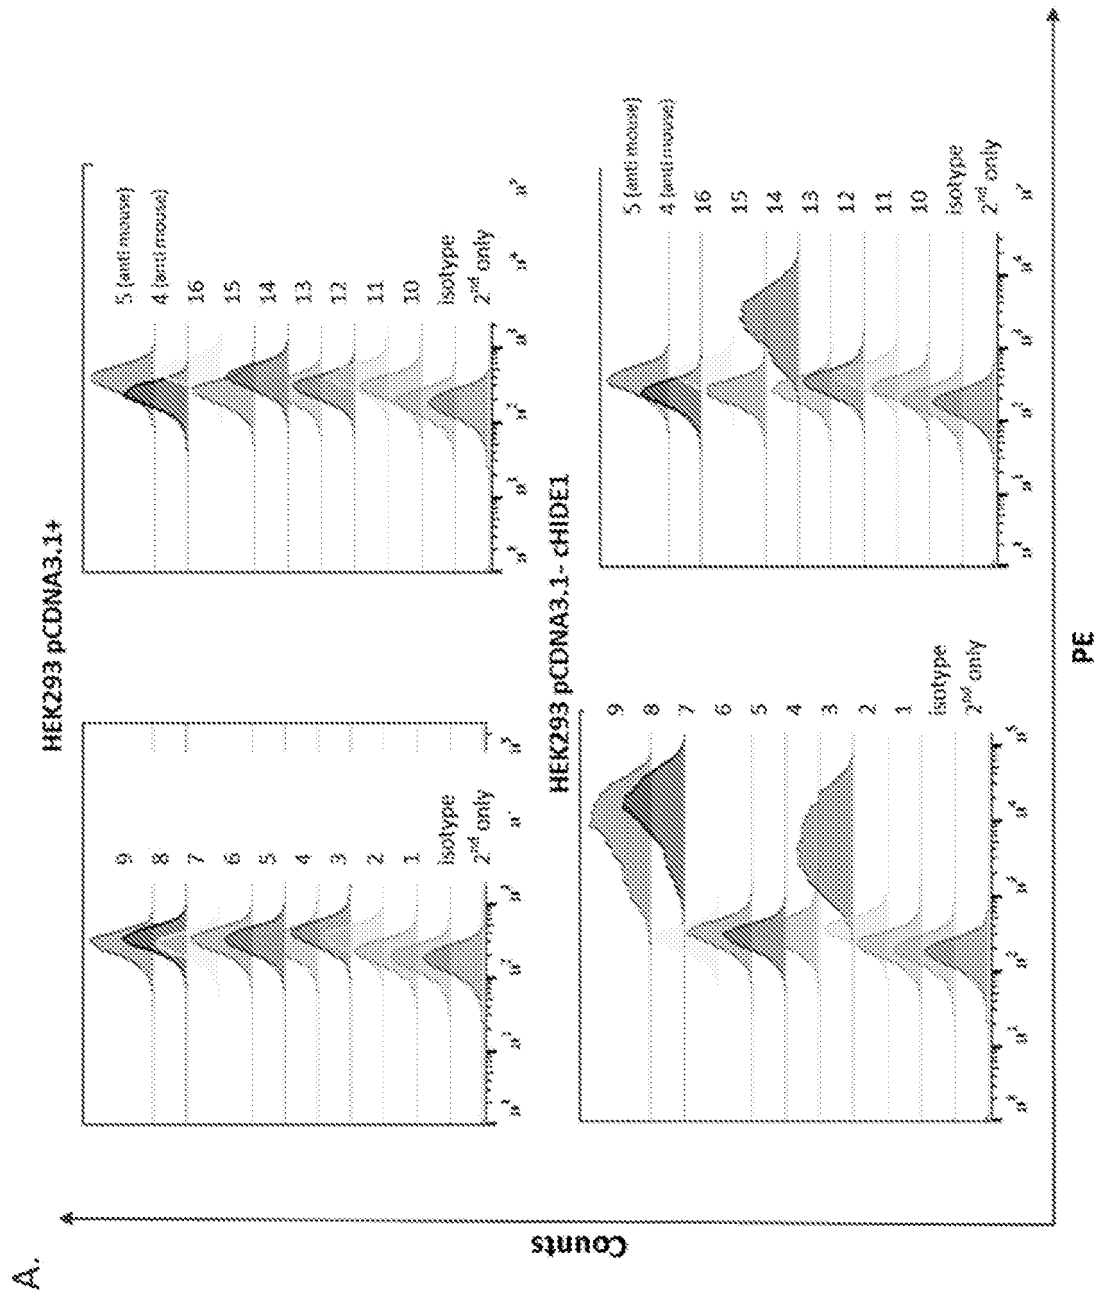 A.
HEK293 pCDNA3.1+
9
8
7
6
5
4
3
2
1
isotype
2nd only
5 (anti mouse)
4 (anti mouse)
16
15
14
13
12
11
10
isotype
2nd only
HEK293 pCDNA3.1- cHIDE1
9
8
7
6
5
4
3
2
1
isotype
2nd only
5 (anti mouse)
4 (anti mouse)
16
15
14
13
12
11
10
isotype
2nd only
Counts
PE